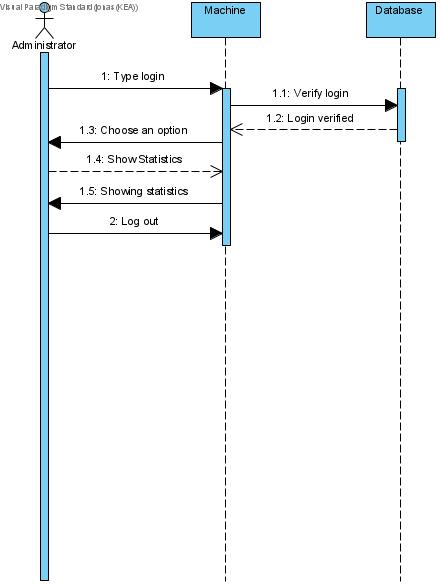 Visual Paradigm Standard (jonas (KEA))
Machine
Database
Administrator
1: Type login
1.1: Verify login
1.2: Login verified
1.3: Choose an option
1.4: Show Statistics
1.5: Showing statistics
2: Log out